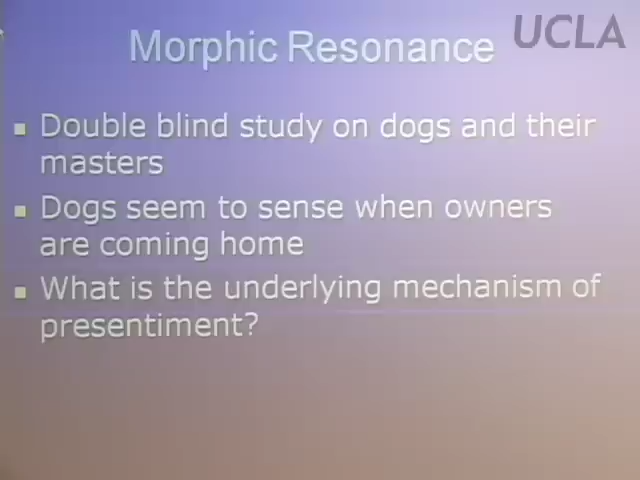 UCLA
Morphic Resonance
Double blind study on dogs and their
masters
Dogs seem to sense when owners
are coming home
What is the underlying mechanism of
presentiment?